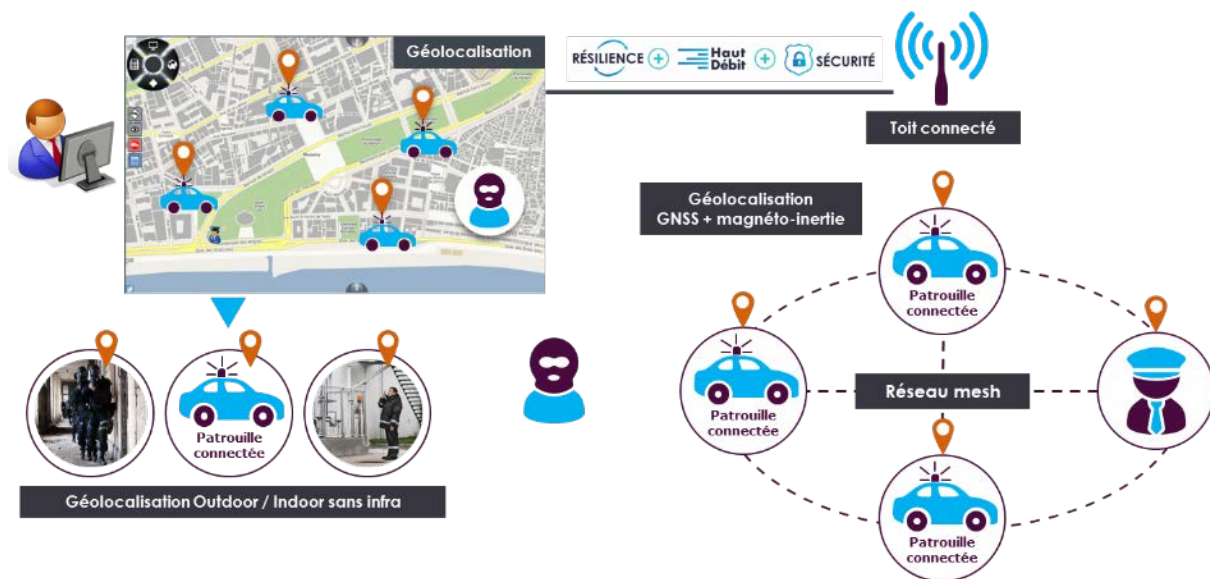 Géolocalisation
RÉSILIENCE + Haut Débit + SÉCURITÉ
Toit connecté
Géolocalisation
GNSS + magnéto-inertie
Patrouille
connectée
Patrouille
connectée
Réseau mesh
Patrouille
connectée
Patrouille
connectée
Géolocalisation Outdoor / Indoor sans infra